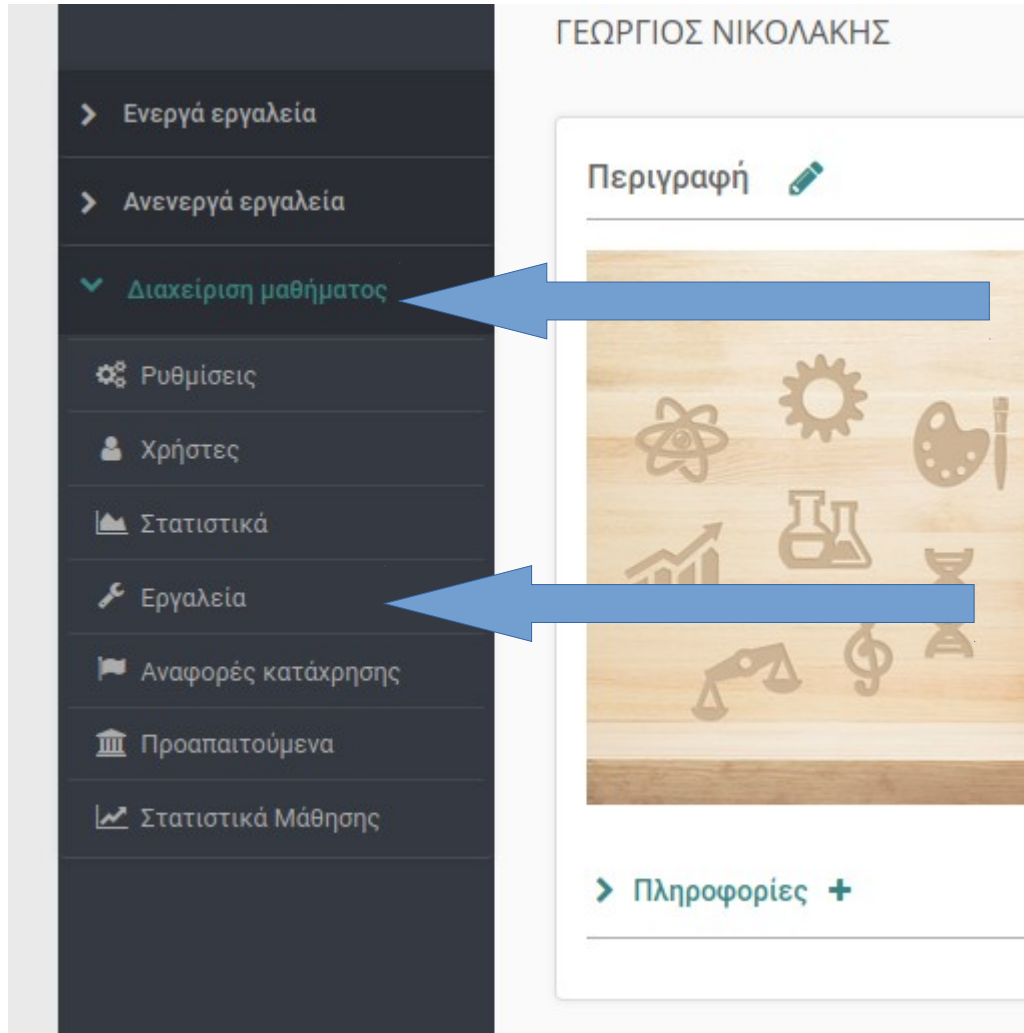 ΓΕΩΡΓΙΟΣ ΝΙΚΟΛΑΚΗΣ
Ενεργά εργαλεία
Ανενεργά εργαλεία
Διαχείριση μαθήματος
Ρυθμίσεις
Χρήστες
Στατιστικά
Εργαλεία
Αναφορές κατάχρησης
Προαπαιτούμενα
Στατιστικά Μάθησης
Περιγραφή
Πληροφορίες